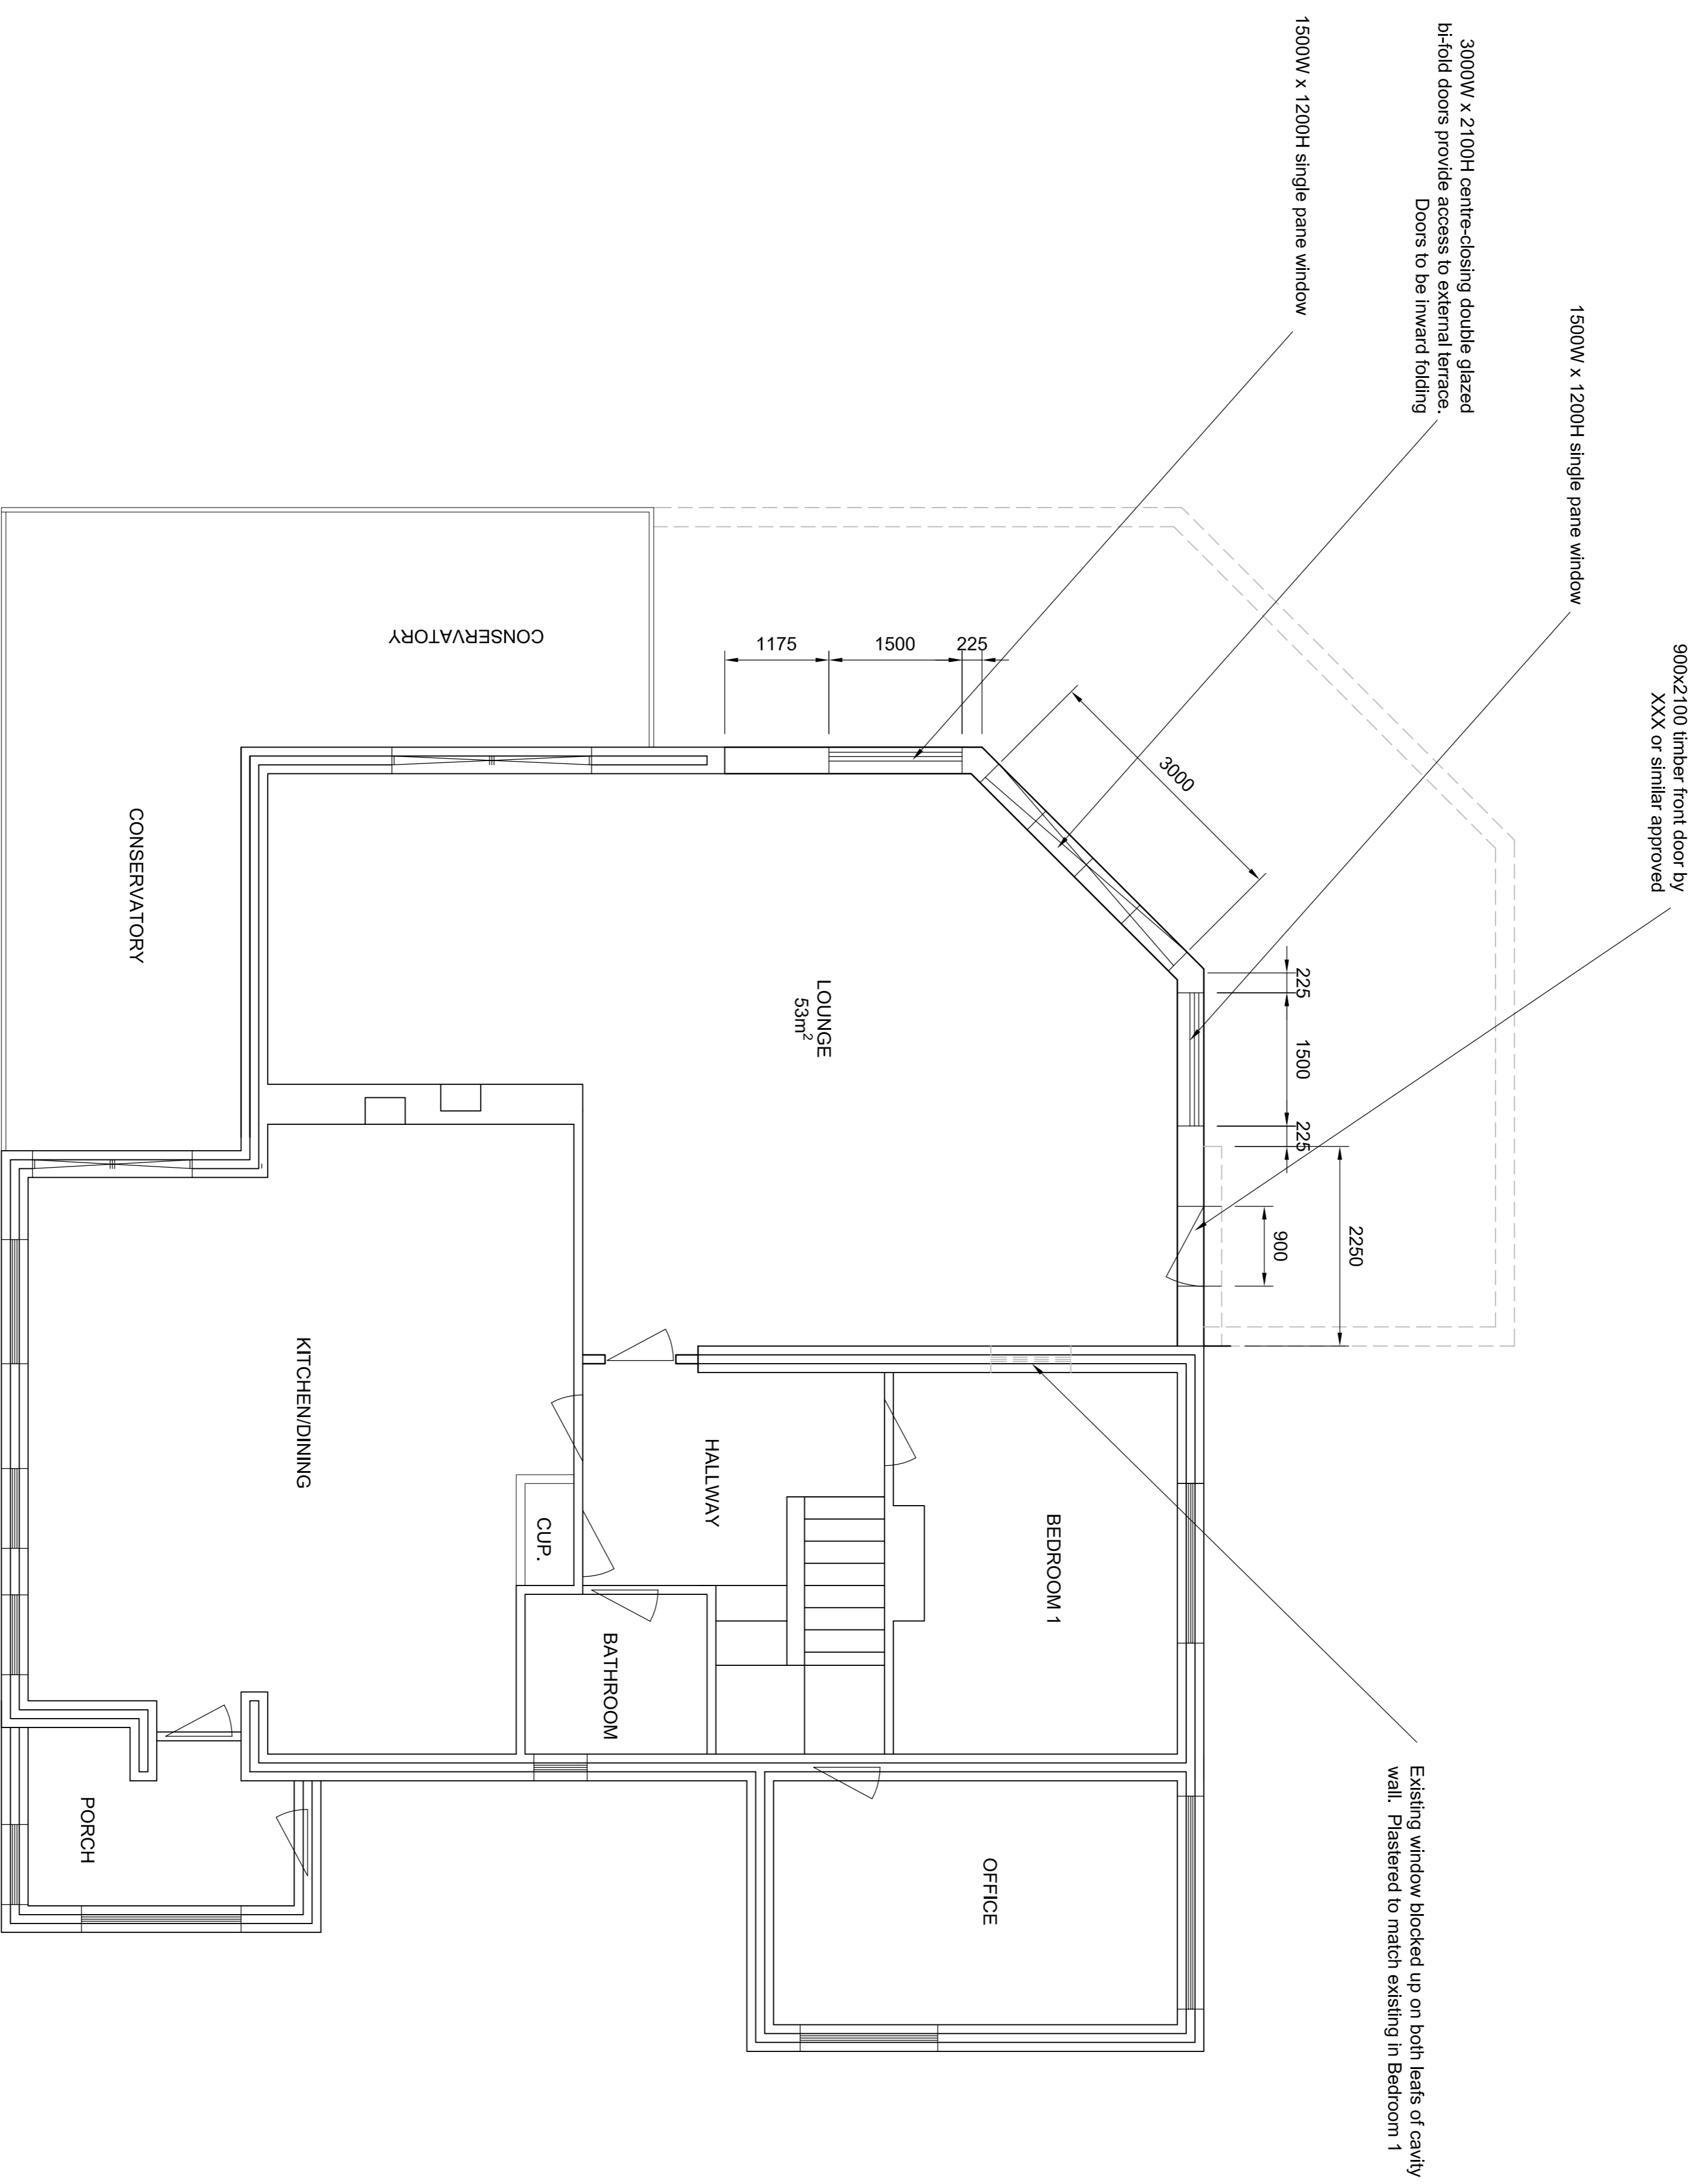 900x2100 timber front door by
XXX or similar approved
1500W x 1200H single pane window
3000W x 2100H centre-closing double glazed
bi-fold doors provide access to external terrace.
Doors to be inward folding
1500W x 1200H single pane window
Existing window blocked up on both leafs of cavity
wall. Plastered to match existing in Bedroom 1
2250
900
225
1500
225
3000
225
1500
1175
LOUNGE
53m²
BEDROOM 1
OFFICE
HALLWAY
BATHROOM
CUP.
CONSERVATORY
KITCHEN/DINING
CONSERVATORY
PORCH